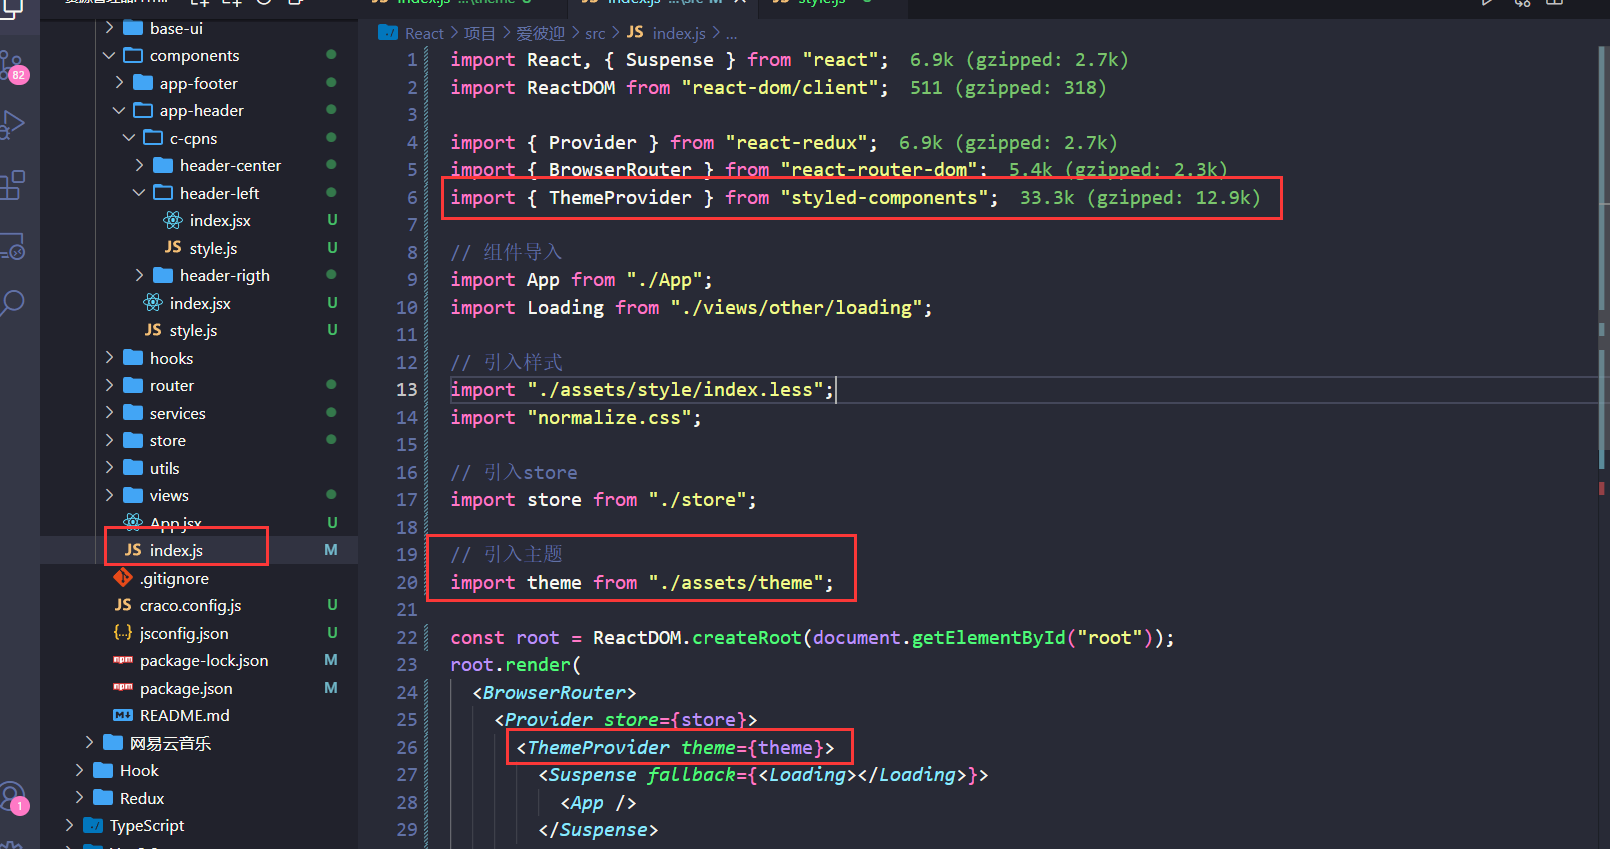 index.js ...\theme U
index.js ...\src M
style.js
82
base-ui
components
app-footer
app-header
c-cpns
header-center
header-left
index.jsx U
JS style.js U
header-rigth
index.jsx U
JS style.js U
hooks
router
services
store
utils
views
App.jsx U
JS index.js M
.gitignore
JS craco.config.js U
{..} jsconfig.json U
npm package-lock.json M
npm package.json M
README.md
网易云音乐
Hook
Redux
TypeScript
1
React > 项目 > 爱彼迎 > src > JS index.js > ...
1 import React, { Suspense } from "react"; 6.9k (gzipped: 2.7k)
2 import ReactDOM from "react-dom/client"; 511 (gzipped: 318)
3
4 import { Provider } from "react-redux"; 6.9k (gzipped: 2.7k)
5 import { BrowserRouter } from "react-router-dom"; 5.4k (gzipped: 2.3k)
6 import { ThemeProvider } from "styled-components"; 33.3k (gzipped: 12.9k)
7
8 // 组件导入
9 import App from "./App";
10 import Loading from "./views/other/loading";
11
12 // 引入样式
13 import "./assets/style/index.less";
14 import "normalize.css";
15
16 // 引入store
17 import store from "./store";
18
19 // 引入主题
20 import theme from "./assets/theme";
21
22 const root = ReactDOM.createRoot(document.getElementById("root"));
23 root.render(
24 <BrowserRouter>
25 <Provider store={store}>
26 <ThemeProvider theme={theme}>
27 <Suspense fallback={<Loading></Loading>}>
28 <App />
29 </Suspense>